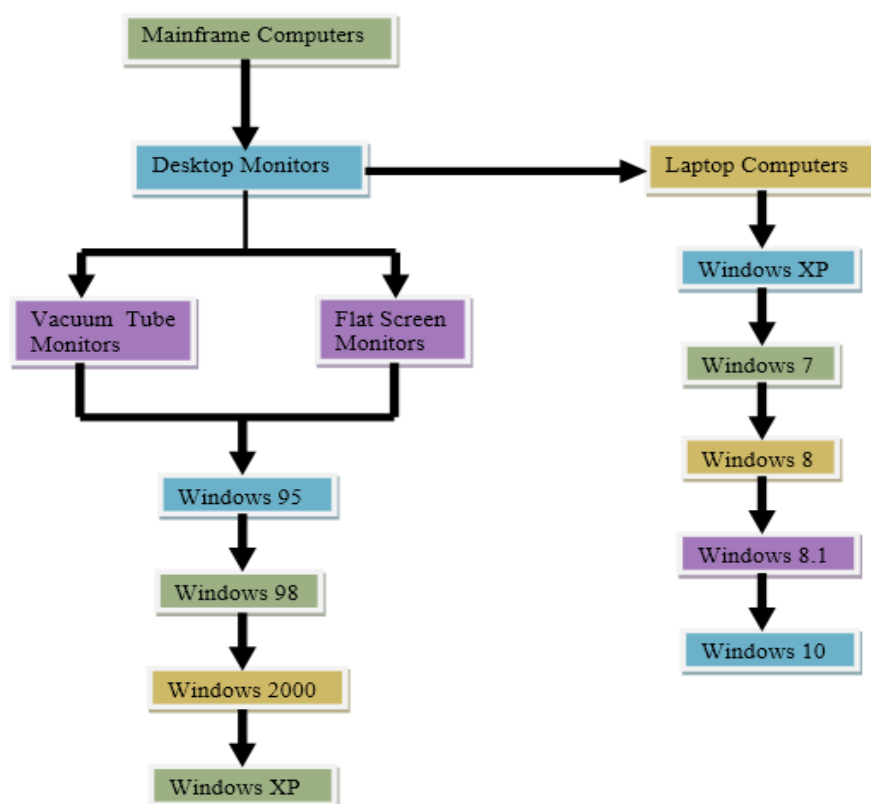 Mainframe Computers
Desktop Monitors
Laptop Computers
Windows XP
Vacuum Tube
Monitors
Flat Screen
Monitors
Windows 7
Windows 8
Windows 95
Windows 8.1
Windows 98
Windows 10
Windows 2000
Windows XP